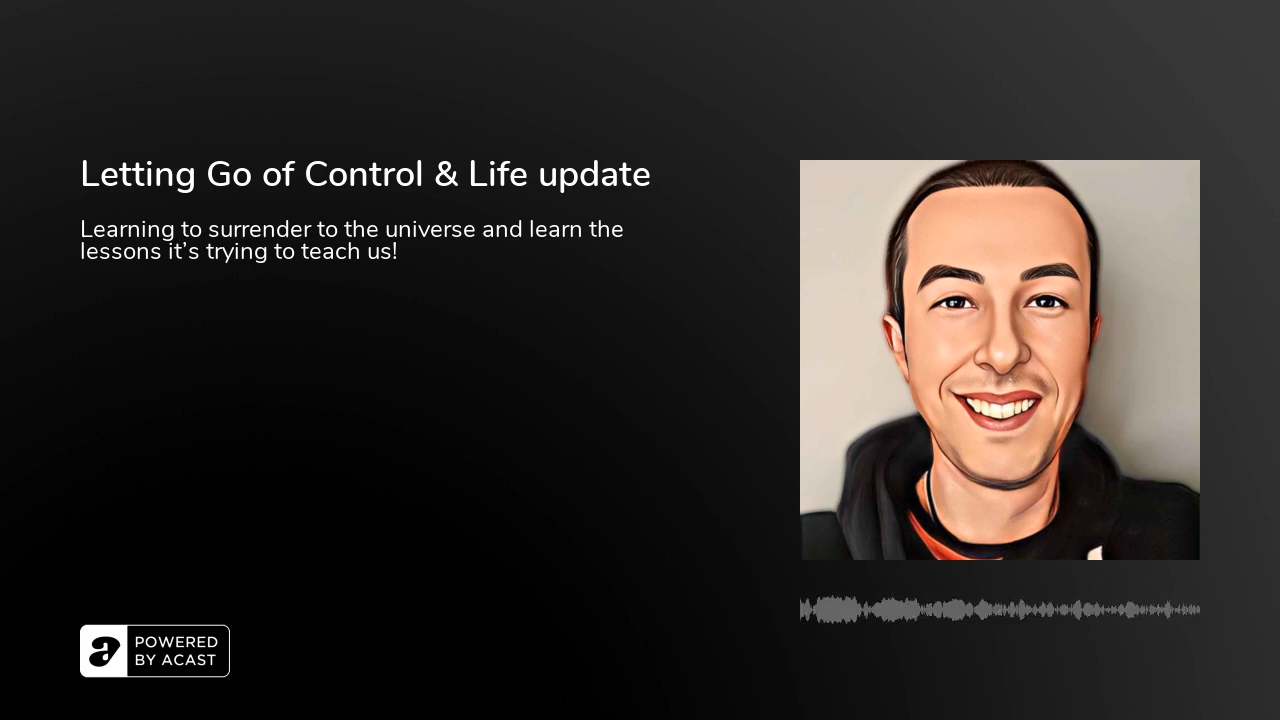 Letting Go of Control & Life update
Learning to surrender to the universe and learn the
lessons it’s trying to teach us!
POWERED
BY ACAST